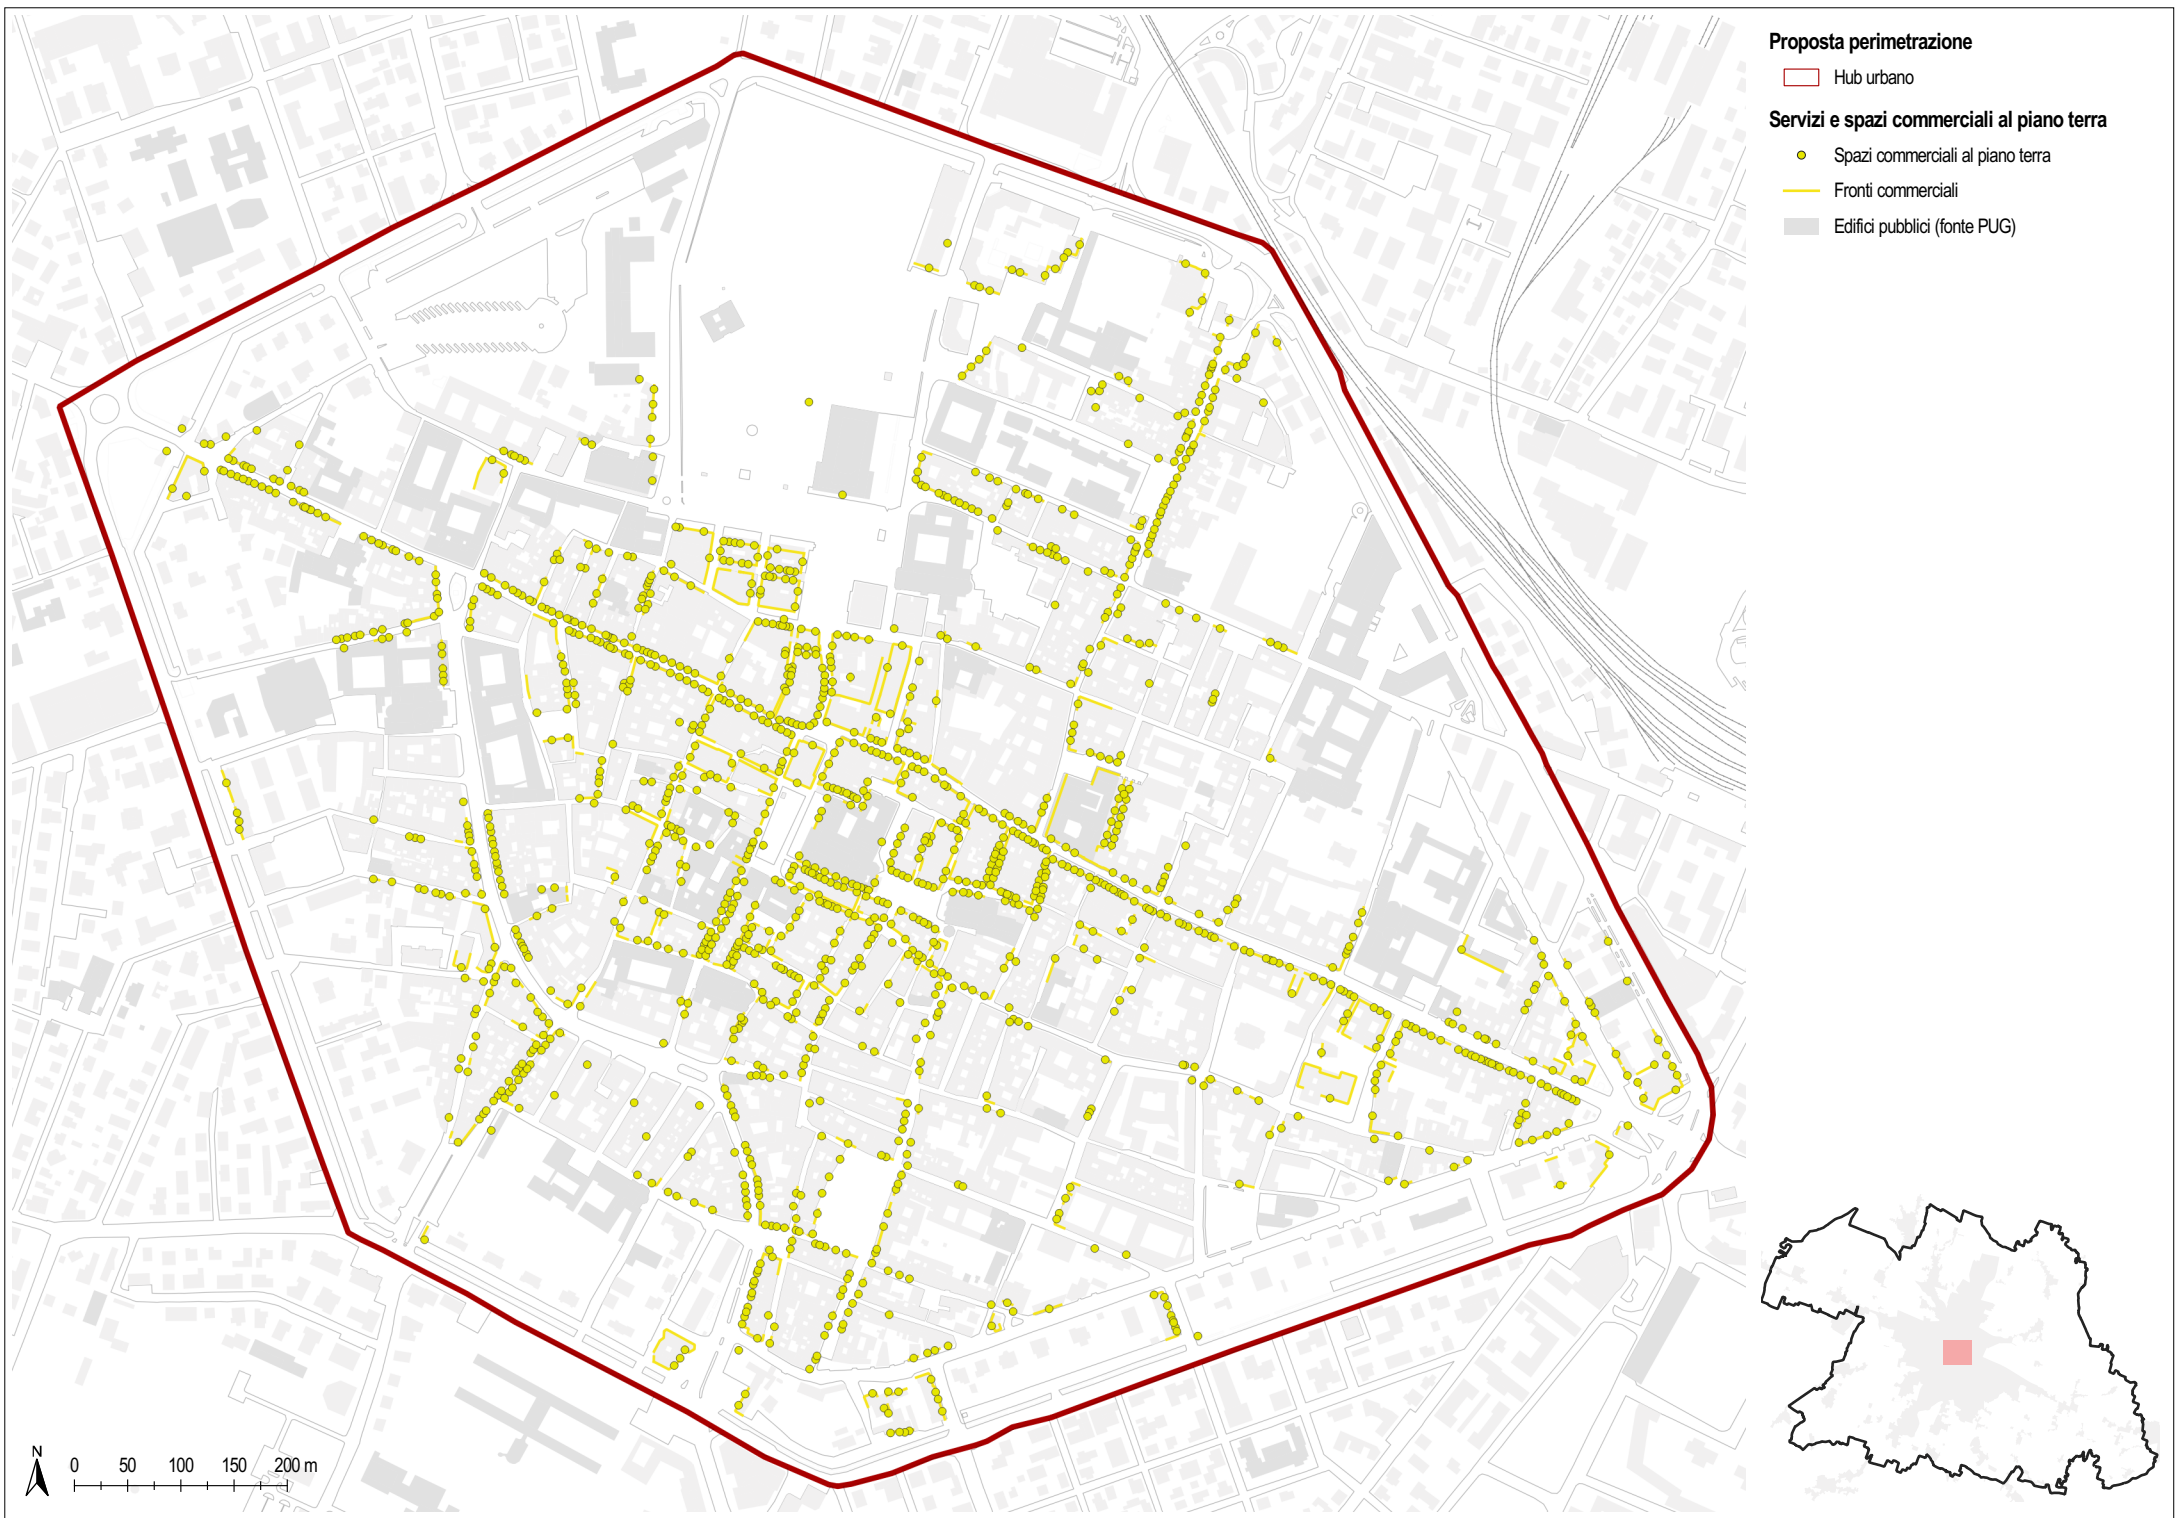 Proposta perimetrazione
Hub urbano
Servizi e spazi commerciali al piano terra
Spazi commerciali al piano terra
Fronti commerciali
Edifici pubblici (fonte PUG)
N
0 50 100 150 200 m